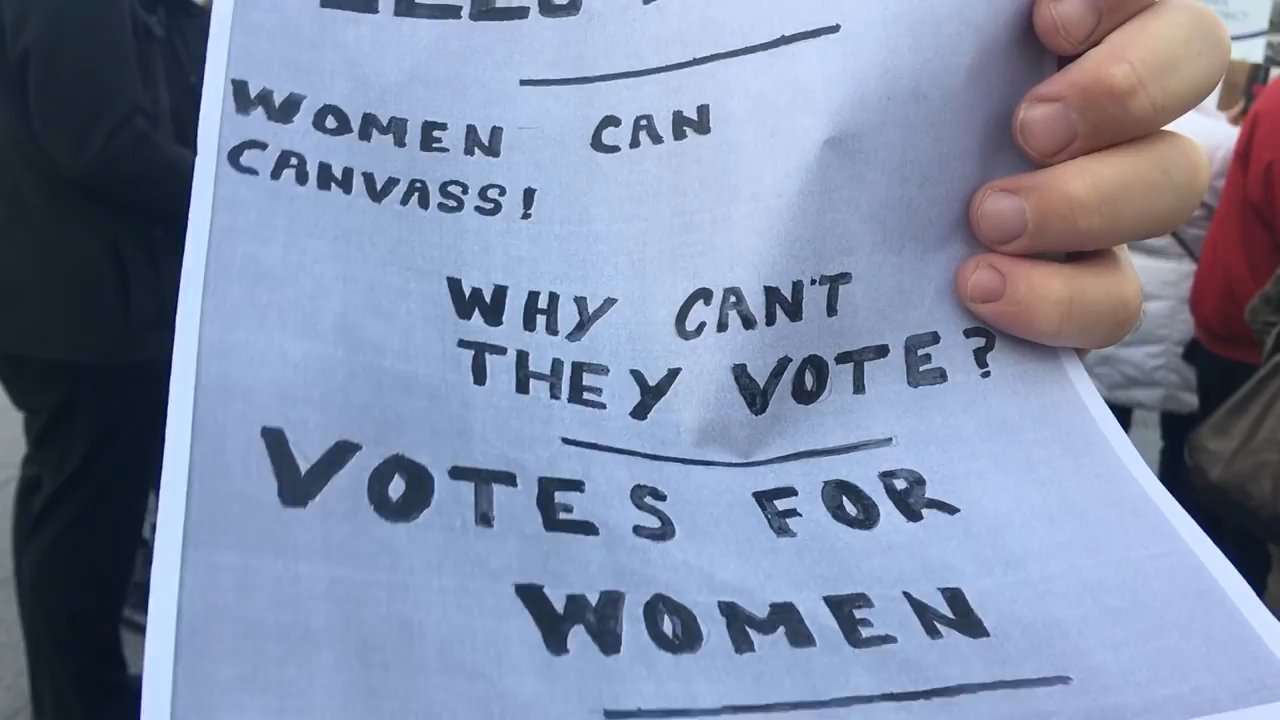 WOMEN CAN
CANVASS!
WHY CAN'T
THEY VOTE?
VOTES FOR
WOMEN